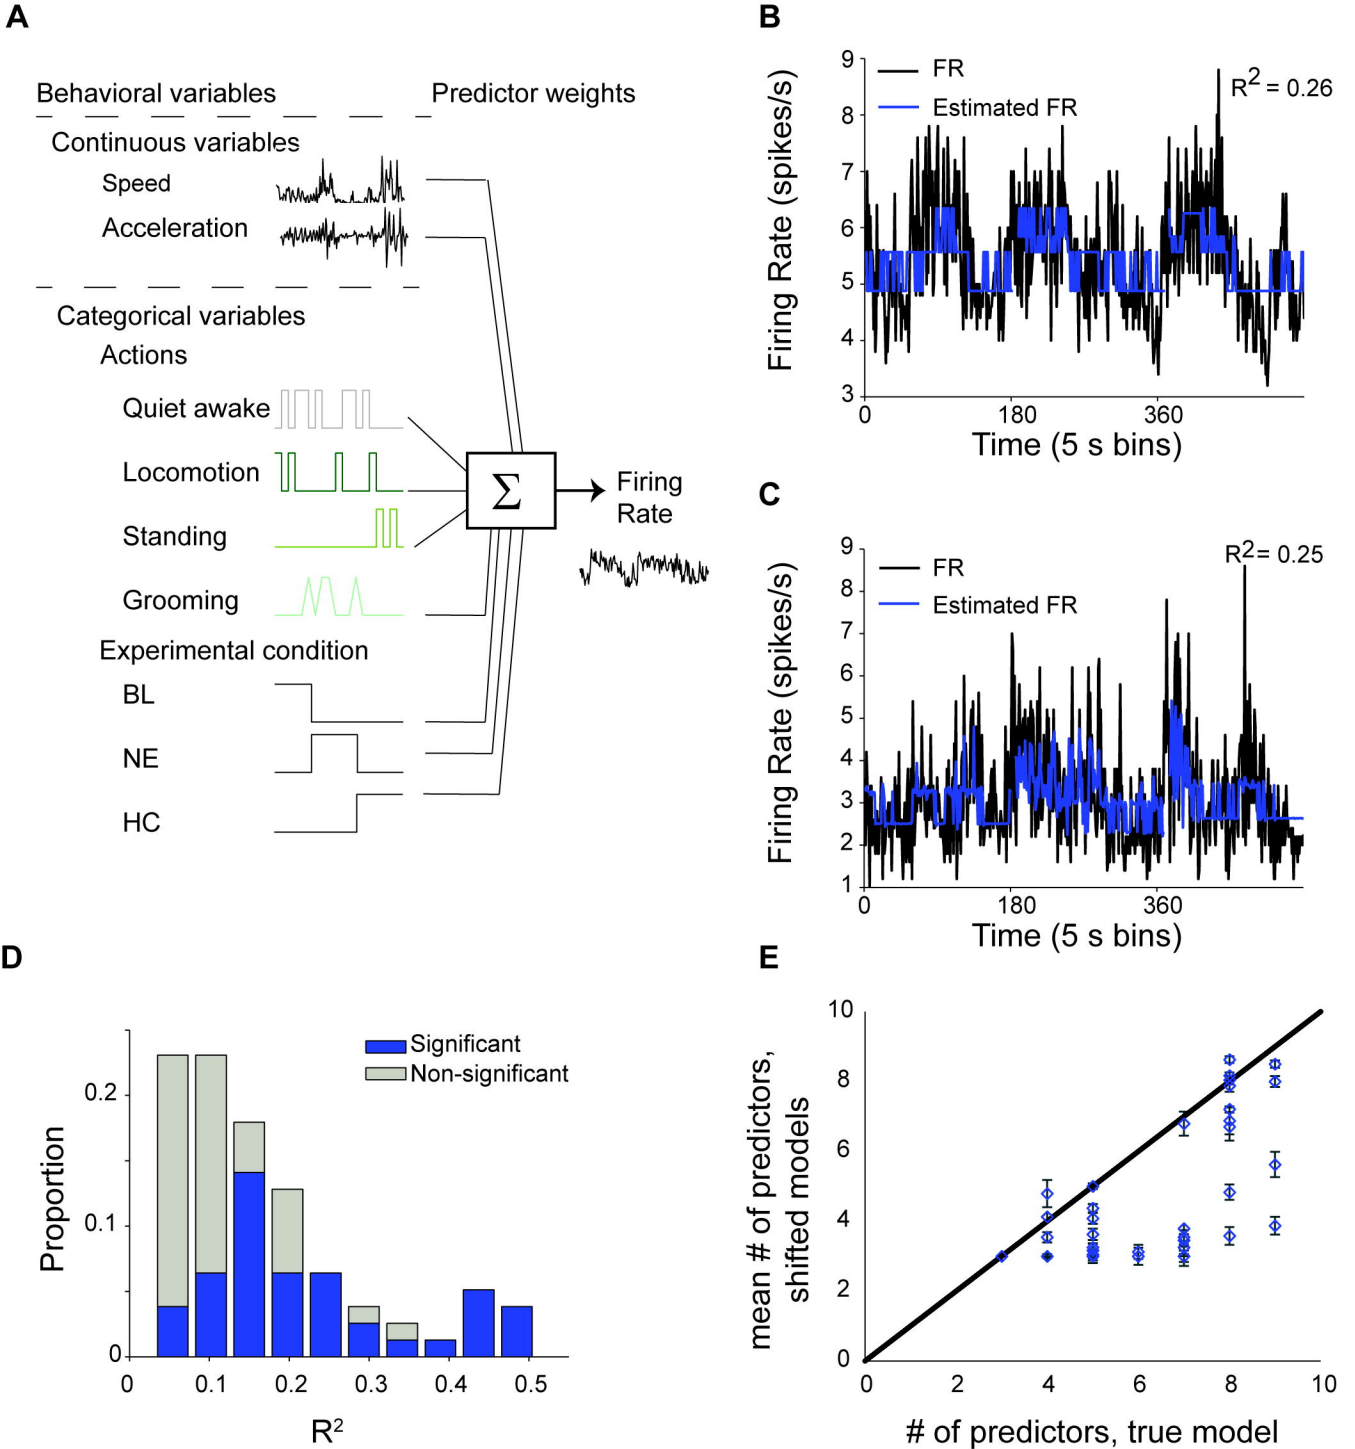 A
Behavioral variables
Predictor weights
Continuous variables
Speed
Acceleration
Categorical variables
Actions
Quiet awake
Locomotion
Standing
Grooming
Experimental condition
BL
NE
HC
Σ
Firing
Rate
B
Firing Rate (spikes/s)
9
8
7
6
5
4
3
FR
Estimated FR
R2 = 0.26
0
180
360
Time (5 s bins)
C
Firing Rate (spikes/s)
9
8
7
6
5
4
3
2
1
FR
Estimated FR
R2 = 0.25
0
180
360
Time (5 s bins)
D
Proportion
0.2
0.1
0
Significant
Non-significant
0
0.1
0.2
0.3
0.4
0.5
R2
E
mean # of predictors,
shifted models
10
8
6
4
2
0
0
2
4
6
8
10
# of predictors, true model